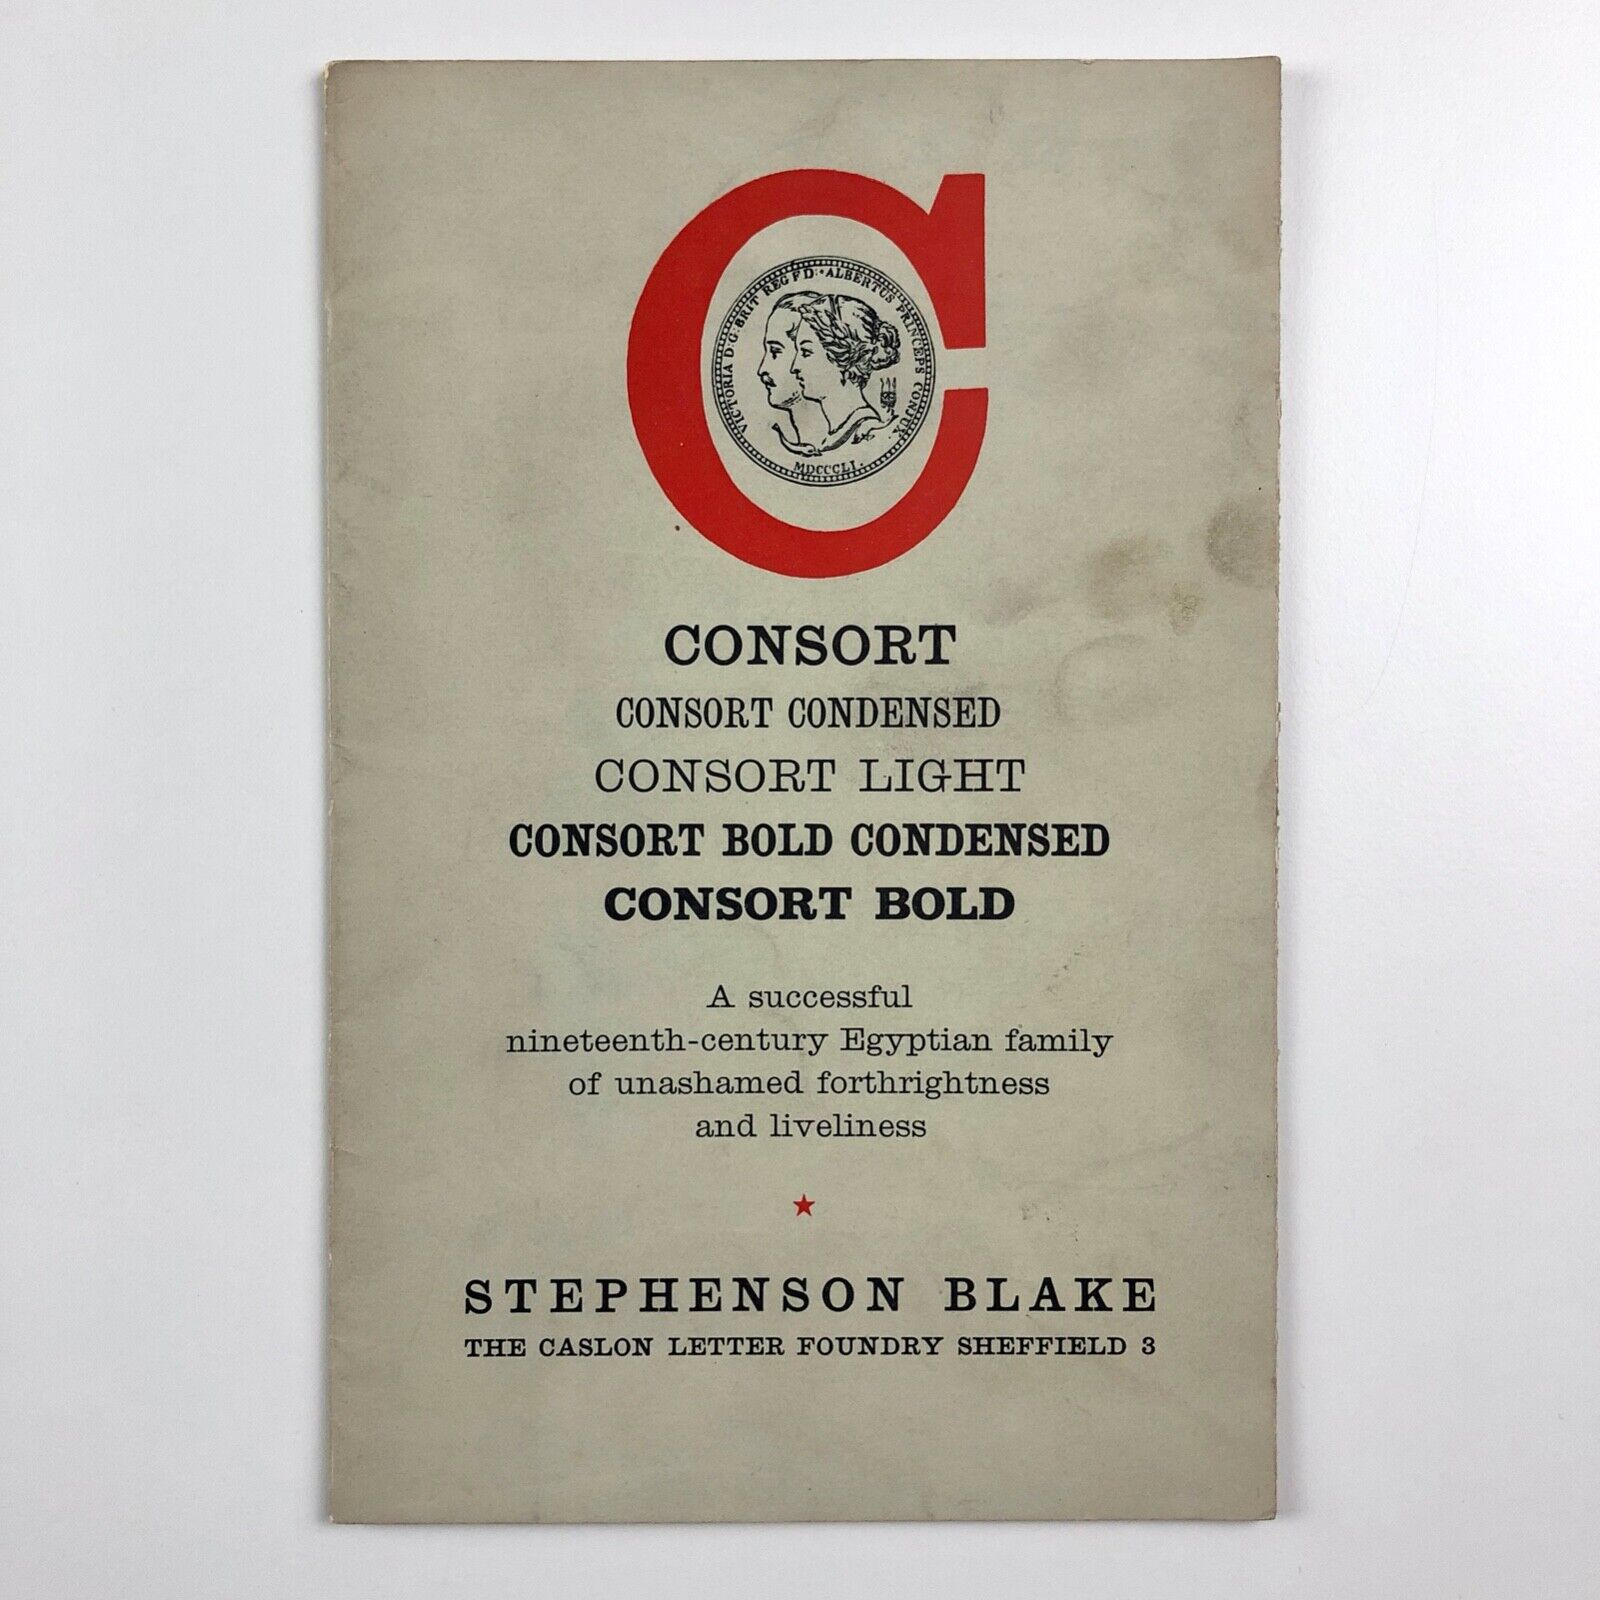 C
VICTORIA D:G:BRIT REG F D: ALBERTUS PRINCEPS CONJUX.
MDCCCLI.
CONSORT
CONSORT CONDENSED
CONSORT LIGHT
CONSORT BOLD CONDENSED
CONSORT BOLD
A successful
nineteenth-century Egyptian family
of unashamed forthrightness
and liveliness
STEPHENSON BLAKE
THE CASLON LETTER FOUNDRY SHEFFIELD 3